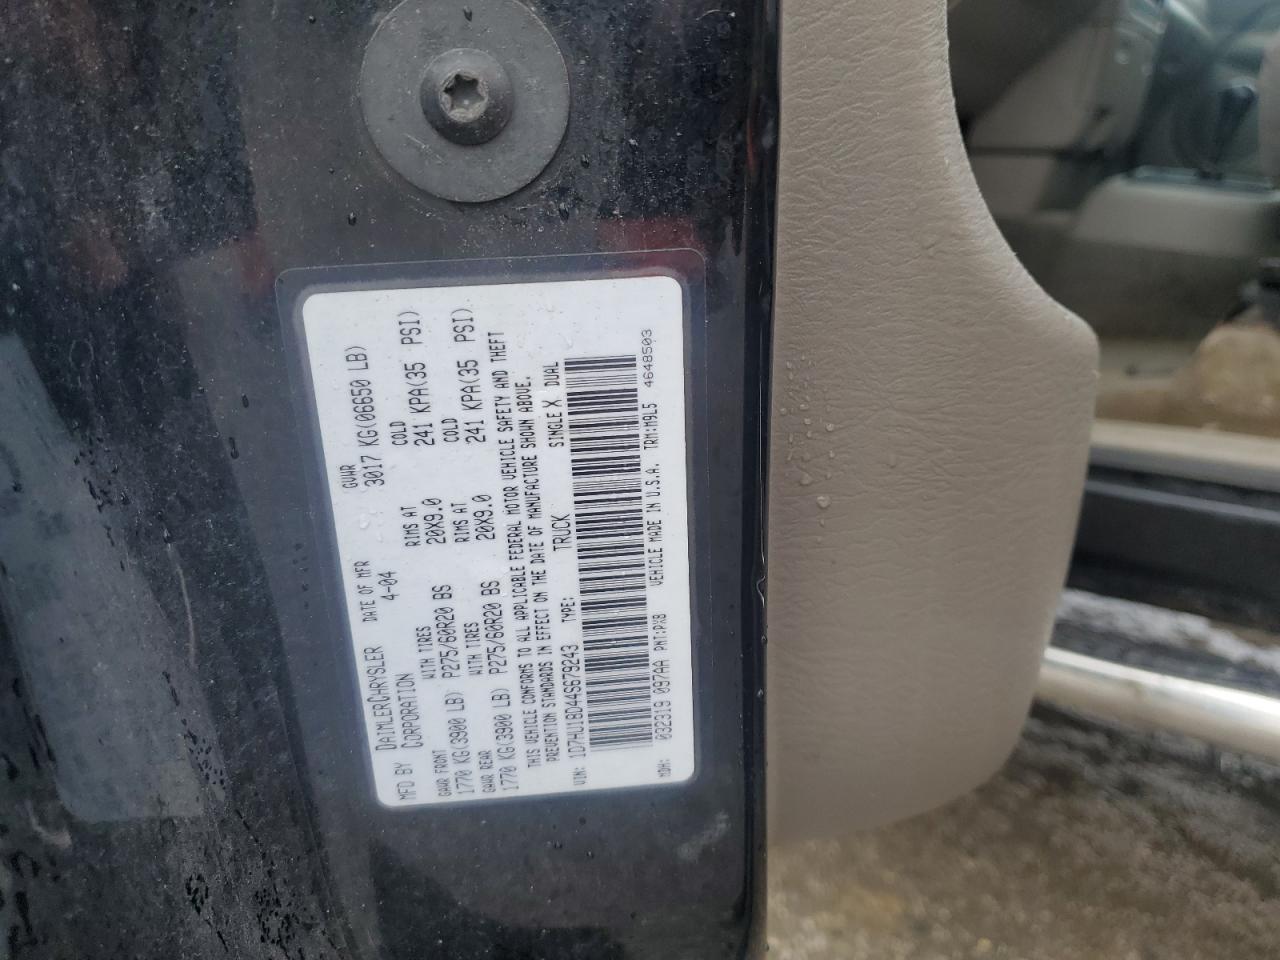 MFD BY DAIMLERCHRYSLER CORPORATION DATE OF MFR 4-04 GVWR 3017 KG(06650 LB)
GAWR FRONT WITH TIRES RIMS AT COLD
1770 KG(3900 LB) P275/60R20 BS 20X9.0 241 KPA(35 PSI)
GAWR REAR WITH TIRES RIMS AT COLD
1770 KG(3900 LB) P275/60R20 BS 20X9.0 241 KPA(35 PSI)
THIS VEHICLE CONFORMS TO ALL APPLICABLE FEDERAL MOTOR VEHICLE SAFETY AND THEFT
PREVENTION STANDARDS IN EFFECT ON THE DATE OF MANUFACTURE SHOWN ABOVE.
VIN: 1D7HU18D44S679243 TYPE: TRUCK SINGLE X DUAL
MDH: 032319 097AA PNT:PX8 VEHICLE MADE IN U.S.A. TRM:M9L5 4648503